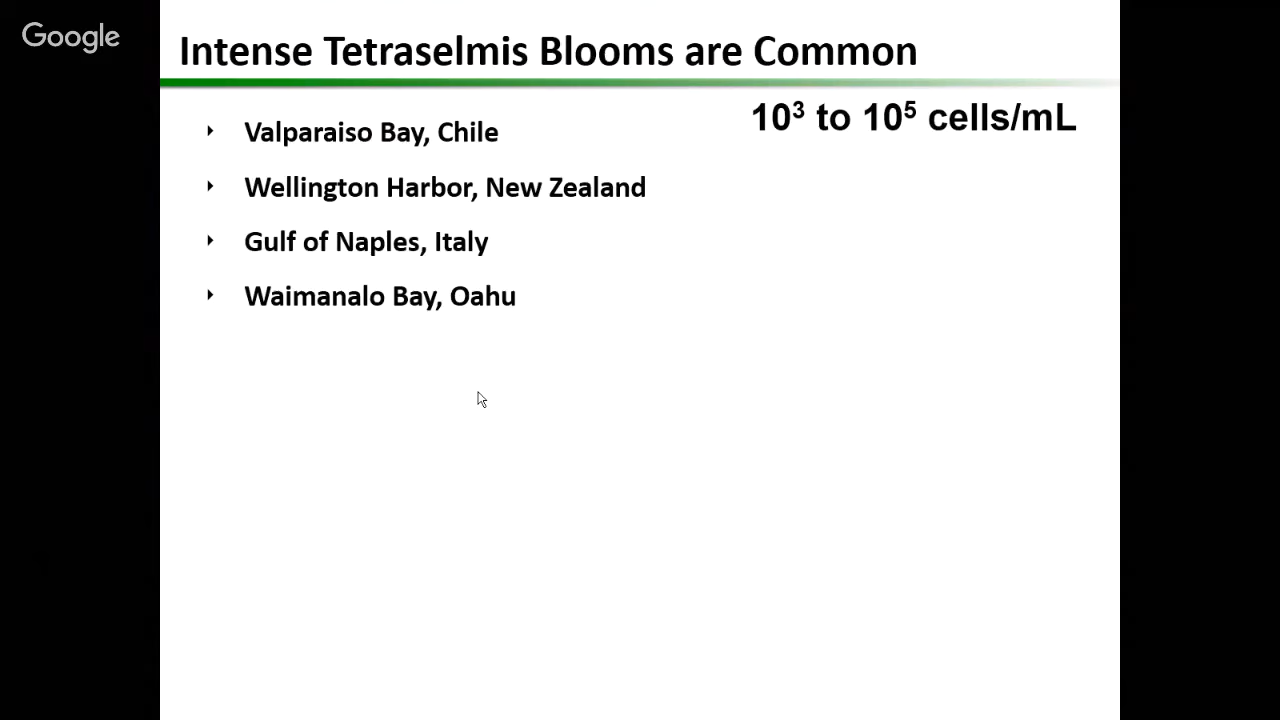 Google
Intense Tetraselmis Blooms are Common
10³ to 10⁵ cells/mL
Valparaiso Bay, Chile
Wellington Harbor, New Zealand
Gulf of Naples, Italy
Waimanalo Bay, Oahu